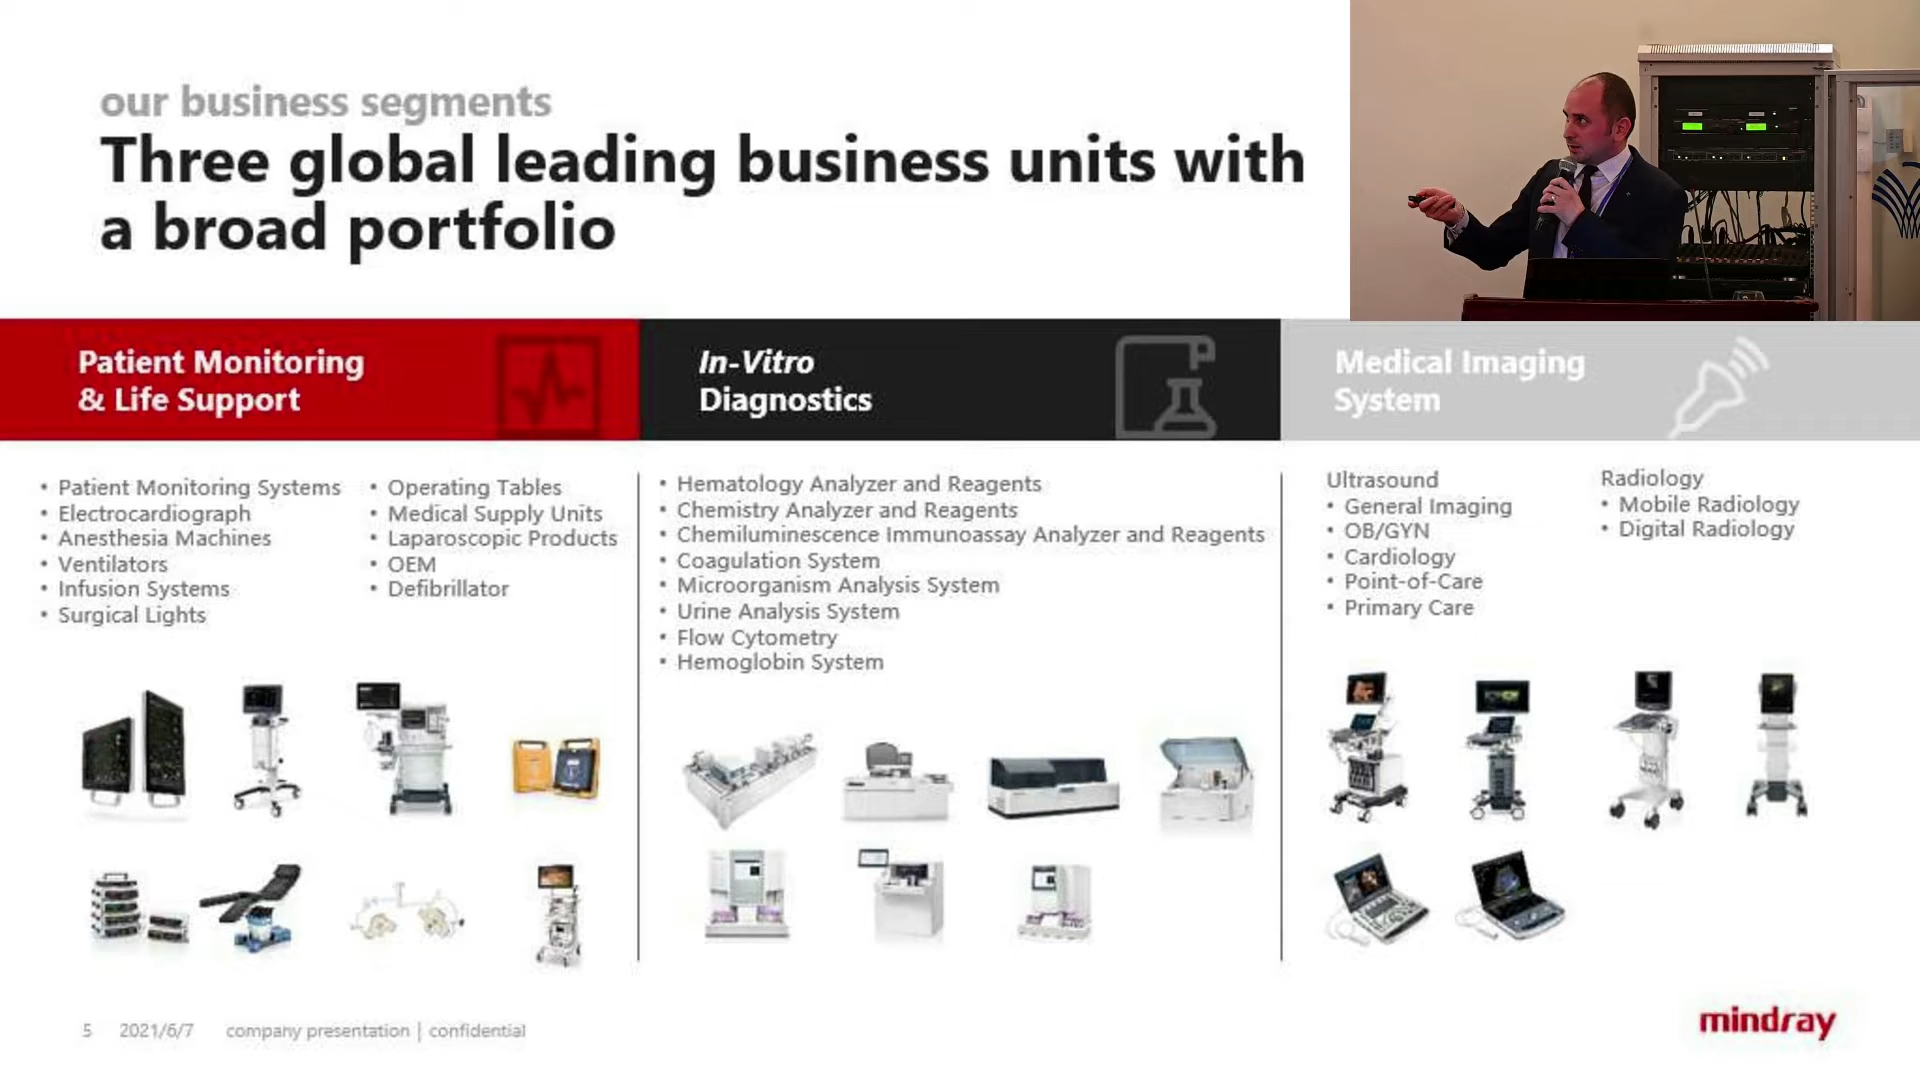 our business segments
Three global leading business units with
a broad portfolio
Patient Monitoring
& Life Support
In-Vitro
Diagnostics
Medical Imaging
System
• Patient Monitoring Systems
• Electrocardiograph
• Anesthesia Machines
• Ventilators
• Infusion Systems
• Surgical Lights
• Operating Tables
• Medical Supply Units
• Laparoscopic Products
• OEM
• Defibrillator
• Hematology Analyzer and Reagents
• Chemistry Analyzer and Reagents
• Chemiluminescence Immunoassay Analyzer and Reagents
• Coagulation System
• Microorganism Analysis System
• Urine Analysis System
• Flow Cytometry
• Hemoglobin System
Ultrasound
• General Imaging
• OB/GYN
• Cardiology
• Point-of-Care
• Primary Care
Radiology
• Mobile Radiology
• Digital Radiology
5 2021/6/7 company presentation | confidential
mindray